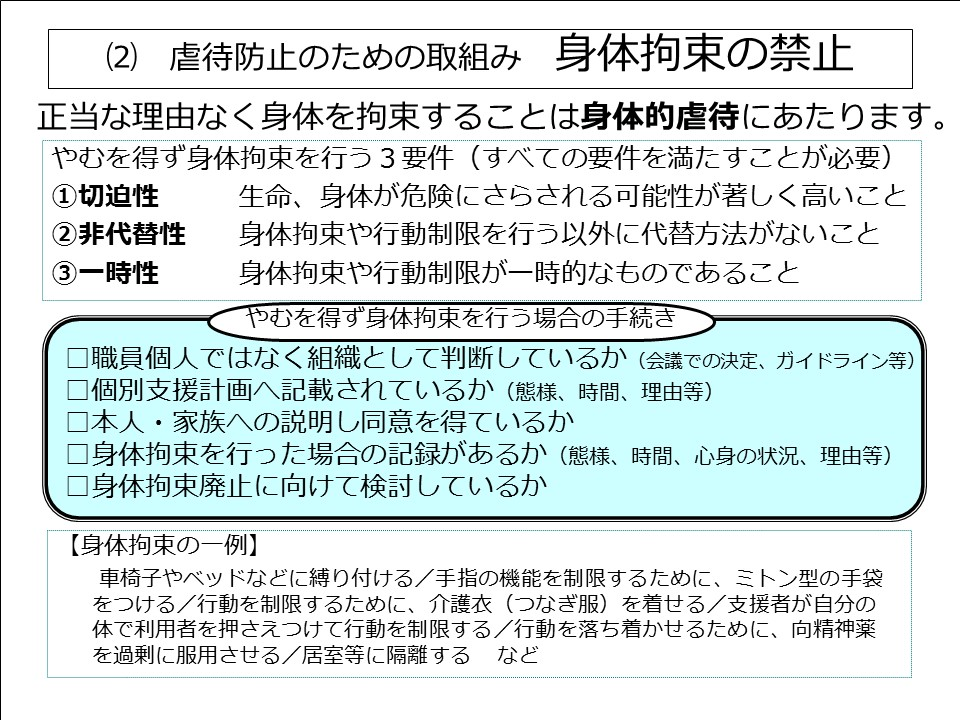 ⑵　虐待防止のための取組み　身体拘束の禁止
正当な理由なく身体を拘束することは身体的虐待にあたります。
やむを得ず身体拘束を行う３要件（すべての要件を満たすことが必要）
①切迫性　　　生命、身体が危険にさらされる可能性が著しく高いこと
②非代替性　　身体拘束や行動制限を行う以外に代替方法がないこと
③一時性　　　身体拘束や行動制限が一時的なものであること
やむを得ず身体拘束を行う場合の手続き
□職員個人ではなく組織として判断しているか（会議での決定、ガイドライン等）
□個別支援計画へ記載されているか（態様、時間、理由等）
□本人・家族への説明し同意を得ているか
□身体拘束を行った場合の記録があるか（態様、時間、心身の状況、理由等）
□身体拘束廃止に向けて検討しているか
【身体拘束の一例】
車椅子やベッドなどに縛り付ける／手指の機能を制限するために、ミトン型の手袋
をつける／行動を制限するために、介護衣（つなぎ服）を着せる／支援者が自分の
体で利用者を押さえつけて行動を制限する／行動を落ち着かせるために、向精神薬
を過剰に服用させる／居室等に隔離する　など